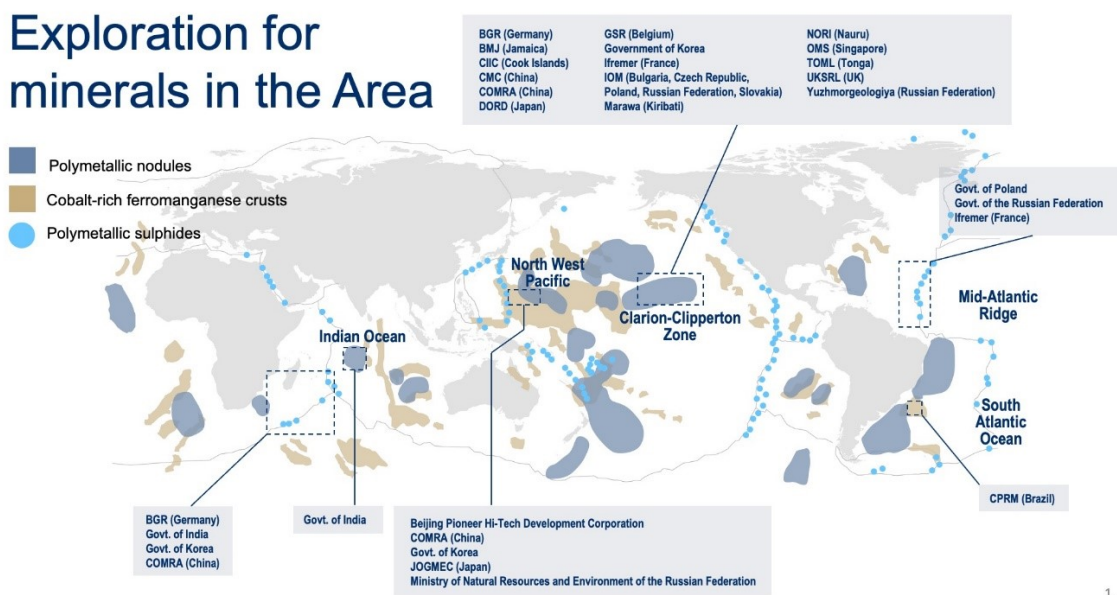 Exploration for
minerals in the Area
Polymetallic nodules
Cobalt-rich ferromanganese crusts
Polymetallic sulphides
BGR (Germany)
BMJ (Jamaica)
CIIC (Cook Islands)
CMC (China)
COMRA (China)
DORD (Japan)
GSR (Belgium)
Government of Korea
Ifremer (France)
IOM (Bulgaria, Czech Republic,
Poland, Russian Federation, Slovakia)
Marawa (Kiribati)
NORI (Nauru)
OMS (Singapore)
TOML (Tonga)
UKSRL (UK)
Yuzhmorgeologiya (Russian Federation)
Govt. of Poland
Govt. of the Russian Federation
Ifremer (France)
North West
Pacific
Clarion-Clipperton
Zone
Mid-Atlantic
Ridge
Indian Ocean
South
Atlantic
Ocean
CPRM (Brazil)
BGR (Germany)
Govt. of India
Govt. of Korea
COMRA (China)
Govt. of India
Beijing Pioneer Hi-Tech Development Corporation
COMRA (China)
Govt. of Korea
JOGMEC (Japan)
Ministry of Natural Resources and Environment of the Russian Federation
1